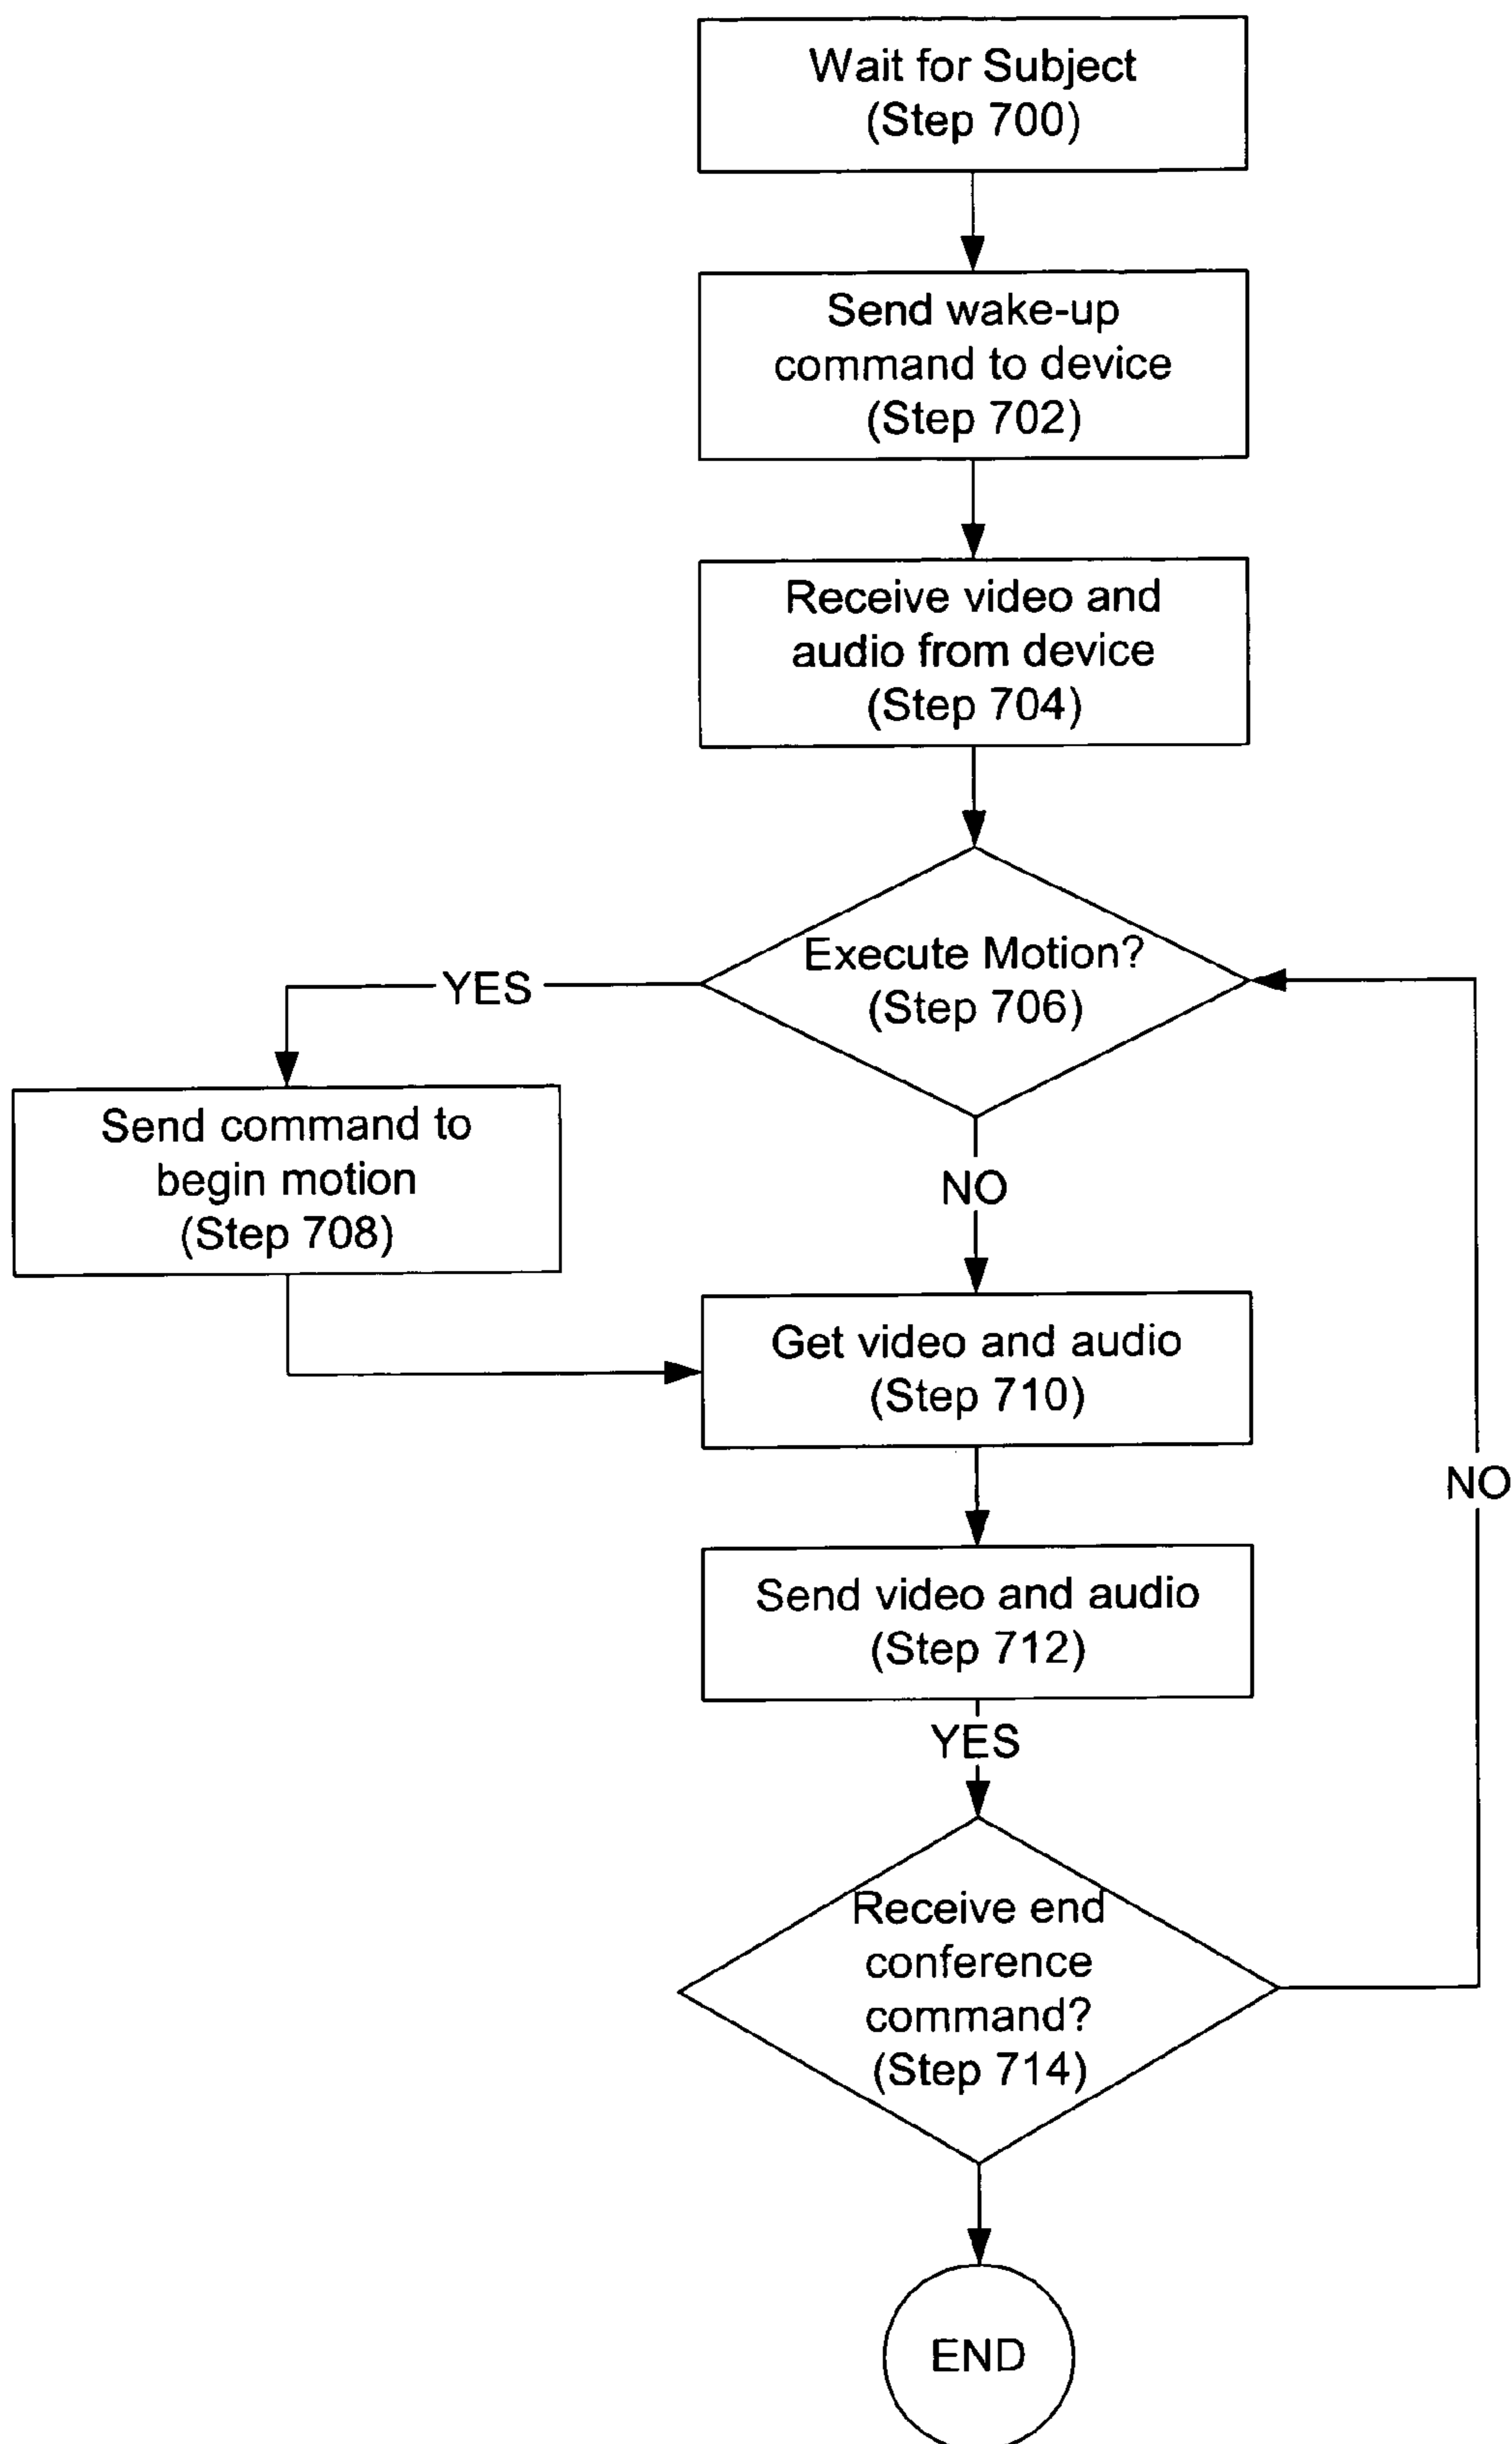 Wait for Subject
(Step 700)
Send wake-up
command to device
(Step 702)
Receive video and
audio from device
(Step 704)
Execute Motion?
(Step 706)
YES
Send command to
begin motion
(Step 708)
NO
Get video and audio
(Step 710)
NO
Send video and audio
(Step 712)
YES
Receive end
conference
command?
(Step 714)
END